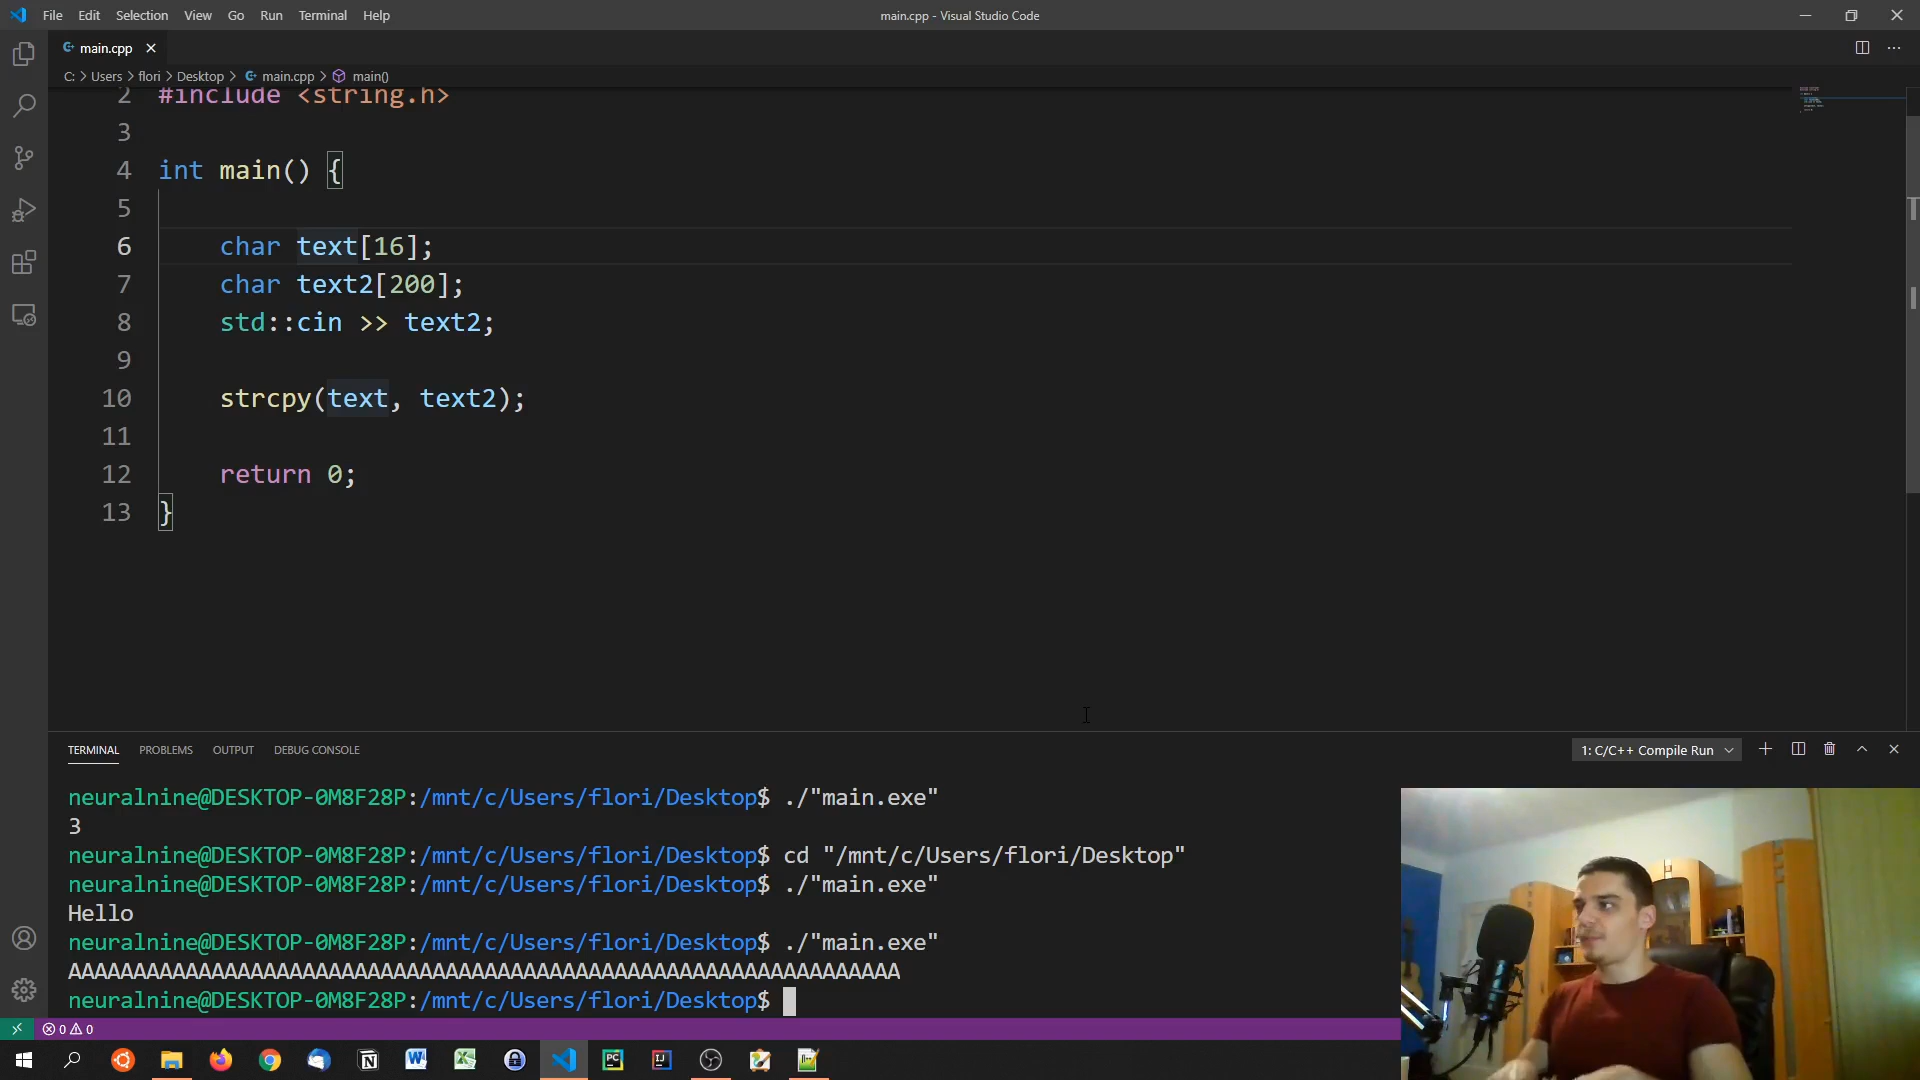 File Edit Selection View Go Run Terminal Help
main.cpp - Visual Studio Code
main.cpp
C: > Users > flori > Desktop > main.cpp > main()
2 #include <string.h>
3
4 int main() {
5
6 char text[16];
7 char text2[200];
8 std::cin >> text2;
9
10 strcpy(text, text2);
11
12 return 0;
13 }
TERMINAL PROBLEMS OUTPUT DEBUG CONSOLE
1: C/C++ Compile Run
neuralnine@DESKTOP-0M8F28P:/mnt/c/Users/flori/Desktop$ ./"main.exe"
3
neuralnine@DESKTOP-0M8F28P:/mnt/c/Users/flori/Desktop$ cd "/mnt/c/Users/flori/Desktop"
neuralnine@DESKTOP-0M8F28P:/mnt/c/Users/flori/Desktop$ ./"main.exe"
Hello
neuralnine@DESKTOP-0M8F28P:/mnt/c/Users/flori/Desktop$ ./"main.exe"
AAAAAAAAAAAAAAAAAAAAAAAAAAAAAAAAAAAAAAAAAAAAAAAAAAAAAAAAAAAAAAAA
neuralnine@DESKTOP-0M8F28P:/mnt/c/Users/flori/Desktop$
0 0